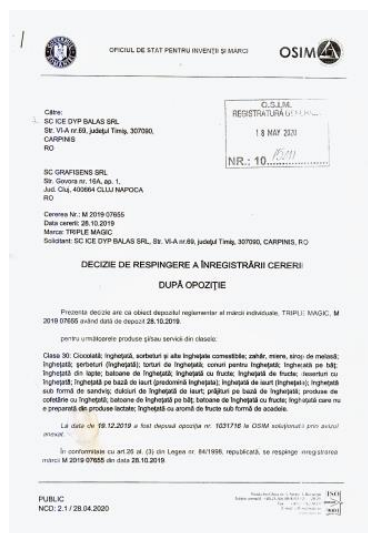 OFICIUL DE STAT PENTRU INVENȚII ȘI MĂRCI
OSIM
O.S.I.M.
REGISTRATURA
18 MAY 2020
NR.: 10
Către:
SC ICE DYP BALAS SRL
Str. VI-A nr.69, județul Timiș, 307090,
CARPINIS
RO
SC GRAFISENS SRL
Str. Govora nr. 16A, ap. 1,
Jud. Cluj, 400664 CLUJ NAPOCA
RO
Cererea Nr.: M 2019 07655
Data cererii: 28.10.2019
Marca: TRIPLE MAGIC
Solicitant: SC ICE DYP BALAS SRL, Str. VI-A nr.69, județul Timiș, 307090, CARPINIS, RO
DECIZIE DE RESPINGERE A ÎNREGISTRĂRII CERERII
DUPĂ OPOZIȚIE
Prezenta decizie are ca obiect depozitul reglementar al mărcii individuale, TRIPLE MAGIC, M
2019 07655 având data de depozit 28.10.2019.
pentru următoarele produse și/sau servicii din clasele:
Clasa 30: Ciocolată; înghețată, sorbeturi și alte înghețate comestibile; zahăr, miere, sirop de melasă;
înghețată; șerbeturi (înghețată); torturi de înghețată; conuri pentru înghețată; înghețată pe băț;
înghețată din lapte; batoane de înghețată; înghețată cu fructe; înghețată de fructe; deserturi cu
înghețată; înghețată pe bază de iaurt (predomină înghețata); înghețată de iaurt (înghețată); înghețată
sub formă de sandviș; dulciuri de înghețată de iaurt; prăjituri pe bază de înghețată; produse de
cofetărie cu înghețată; batoane de înghețată pe băț; batoane de înghețată cu fructe; înghețată care nu
e preparată din produse lactate; înghețată cu aromă de fructe sub formă de acadele.
La data de 18.12.2019 a fost depusă opoziția nr. 1031716 la OSIM soluționată prin avizul
anexat.
În conformitate cu art.26 al. (3) din Legea nr. 84/1998, republicată, se respinge înregistrarea
mărcii M 2019 07655 din data 28.10.2019.
PUBLIC
NCD: 2.1 / 28.04.2020